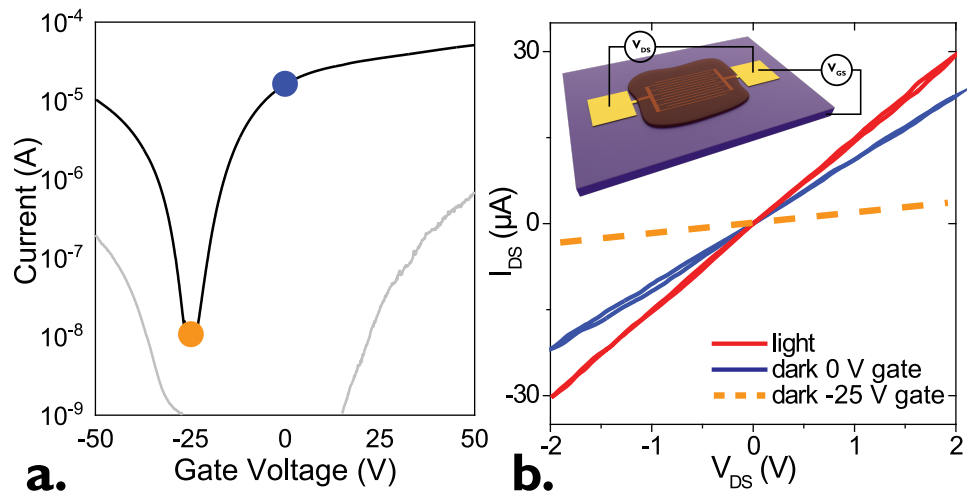 10⁻⁴
10⁻⁵
10⁻⁶
10⁻⁷
10⁻⁸
10⁻⁹
Current (A)
-50 -25 0 25 50
Gate Voltage (V)
a.
30
0
-30
I_DS (µA)
V_DS
V_GS
light
dark 0 V gate
dark -25 V gate
-2 -1 0 1 2
V_DS (V)
b.